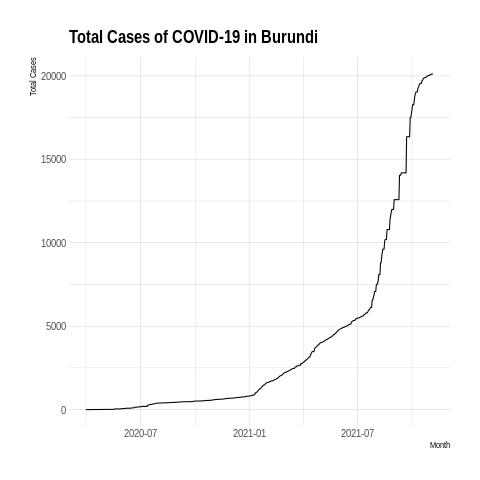 Total Cases of COVID-19 in Burundi
Total Cases
20000
15000
10000
5000
0
2020-07 2021-01 2021-07
Month